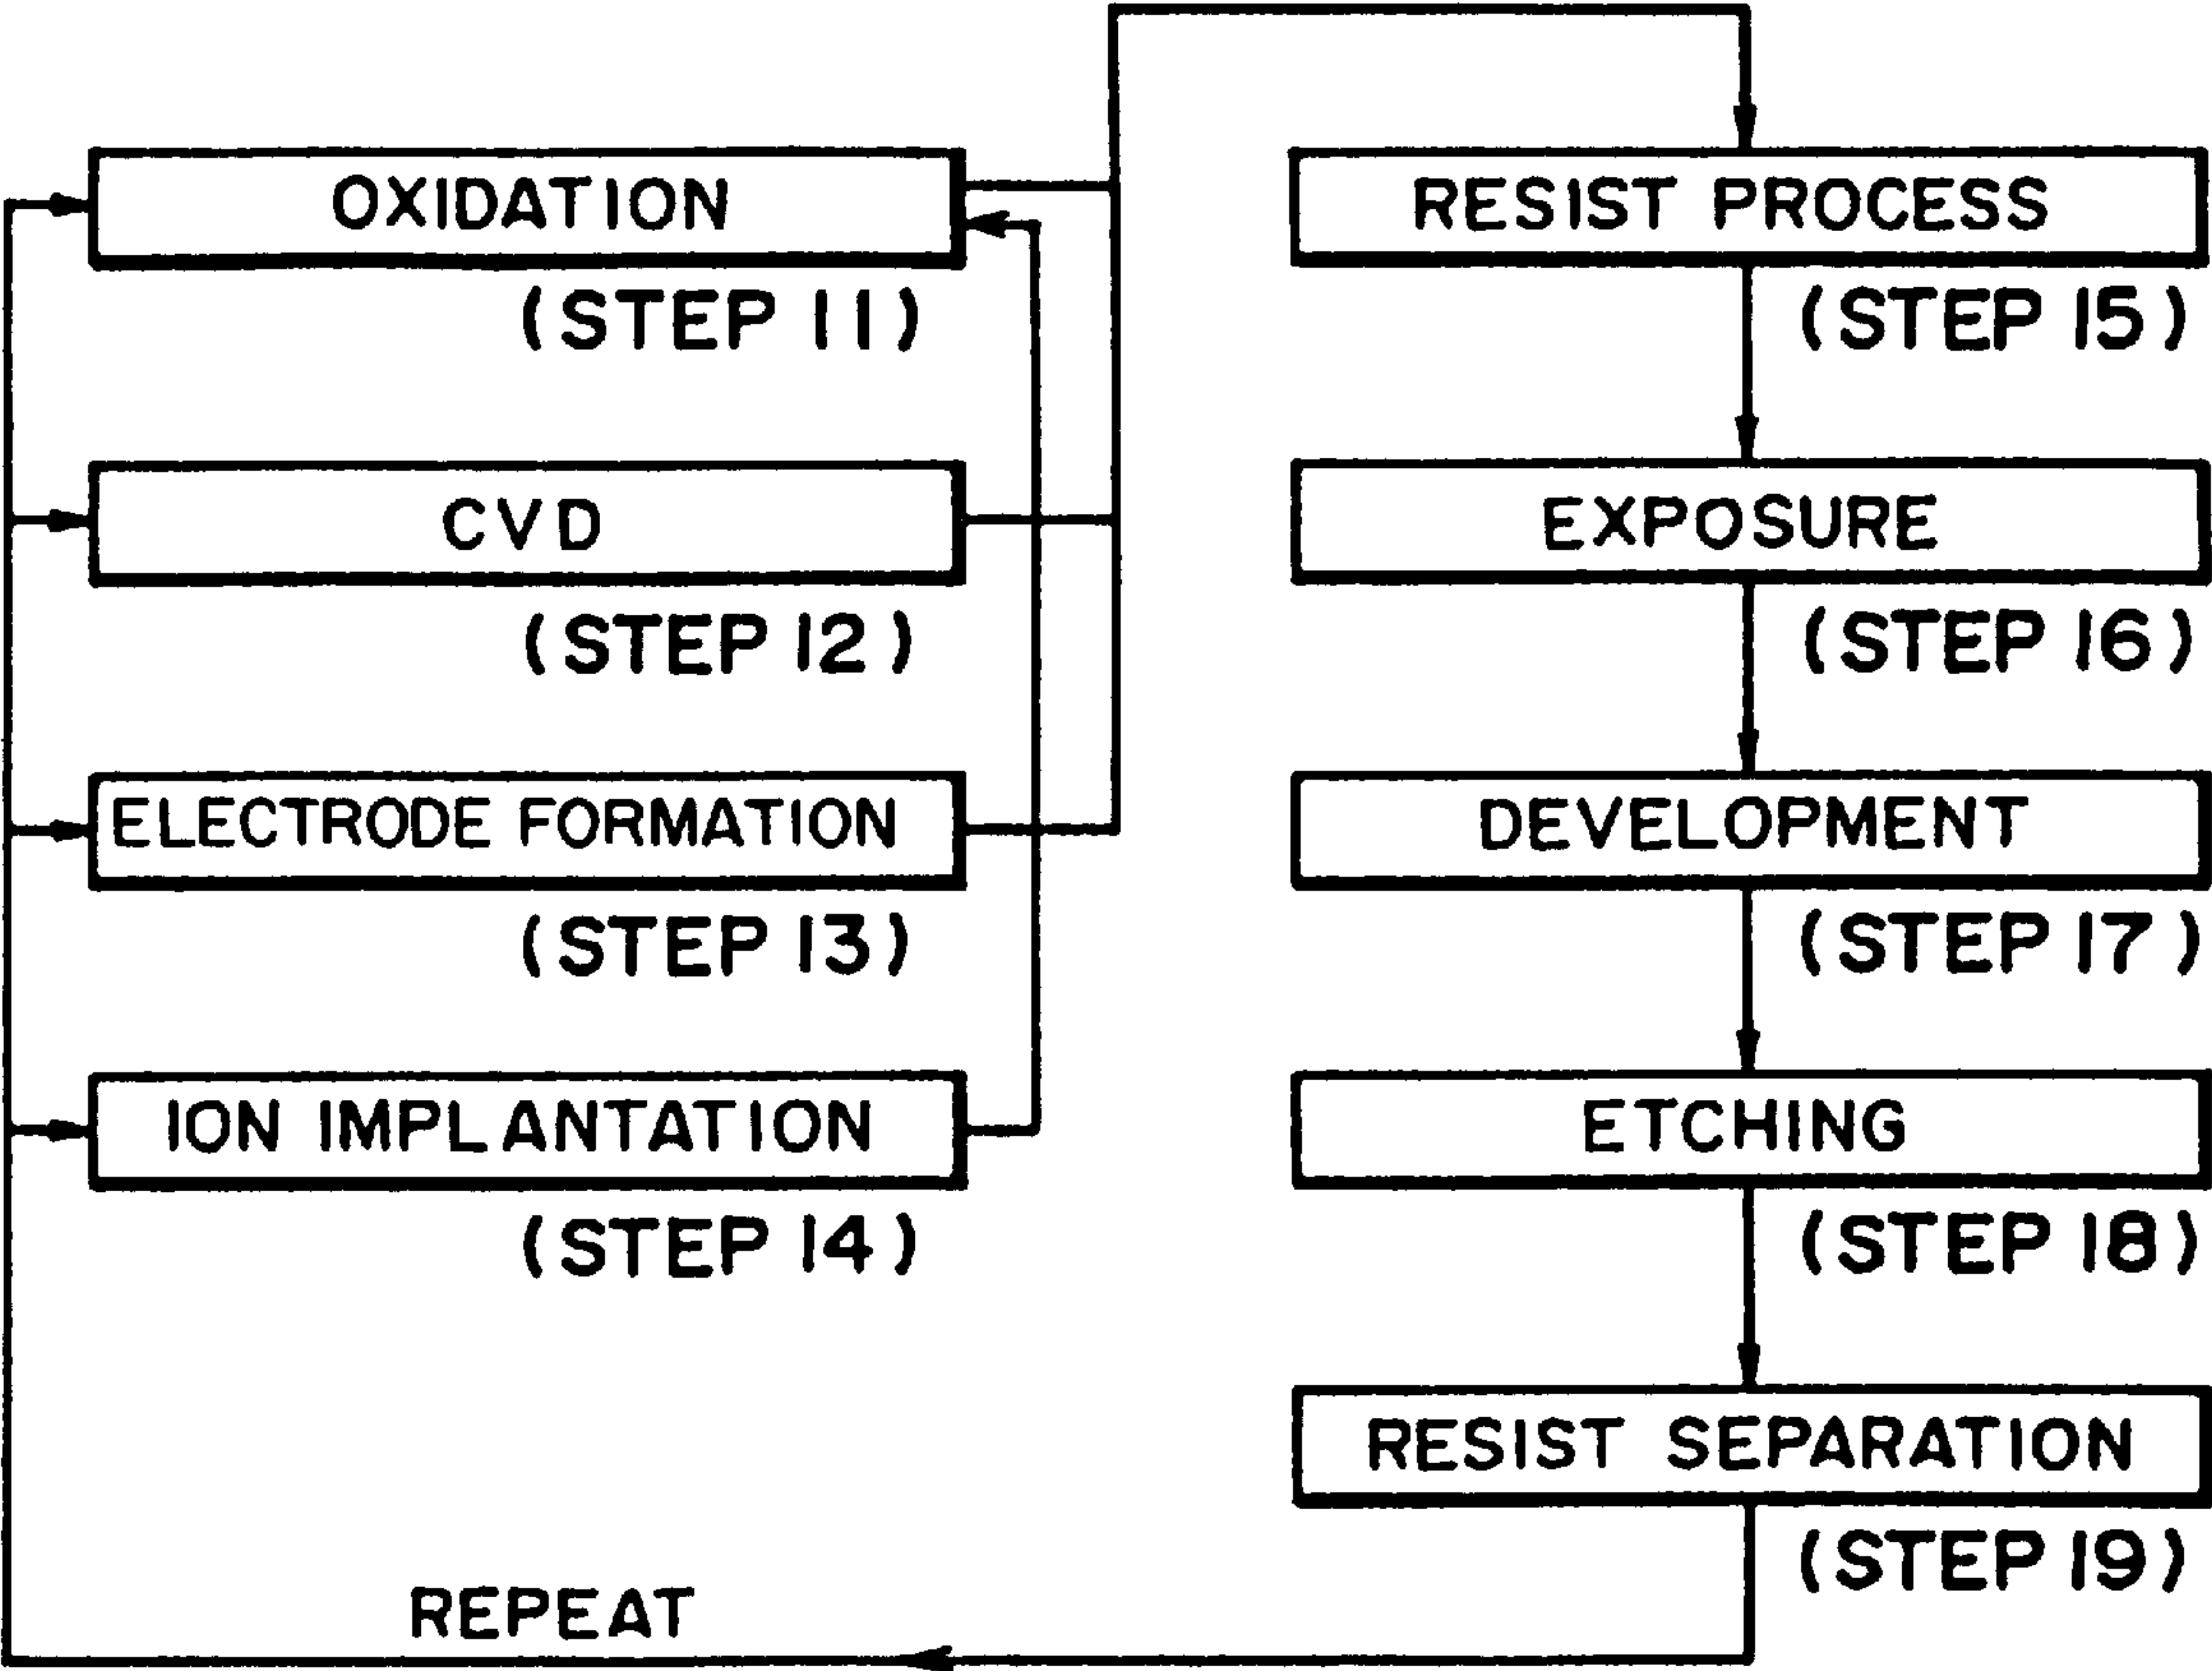 OXIDATION
(STEP 11)
CVD
(STEP 12)
ELECTRODE FORMATION
(STEP 13)
ION IMPLANTATION
(STEP 14)
RESIST PROCESS
(STEP 15)
EXPOSURE
(STEP 16)
DEVELOPMENT
(STEP 17)
ETCHING
(STEP 18)
RESIST SEPARATION
(STEP 19)
REPEAT